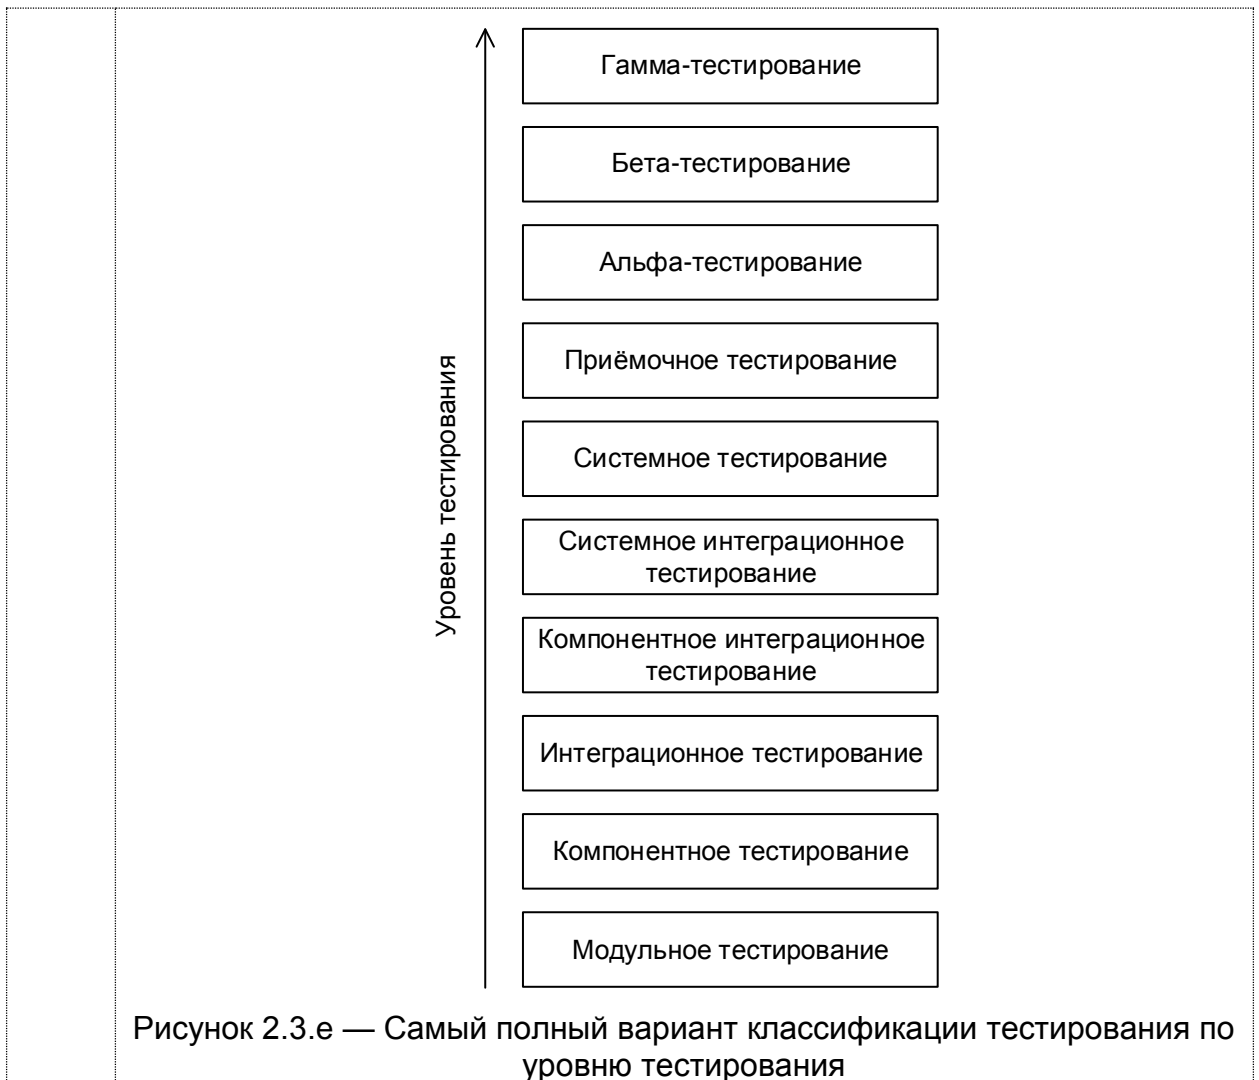 Гамма-тестирование
Бета-тестирование
Альфа-тестирование
Приёмочное тестирование
Системное тестирование
Системное интеграционное
тестирование
Компонентное интеграционное
тестирование
Интеграционное тестирование
Компонентное тестирование
Модульное тестирование
Уровень тестирования
Рисунок 2.3.e — Самый полный вариант классификации тестирования по
уровню тестирования